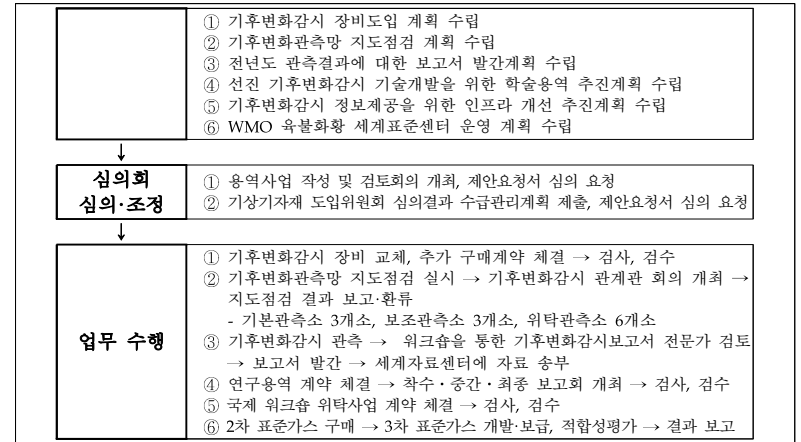 ① 기후변화감시 장비도입 계획 수립
② 기후변화관측망 지도점검 계획 수립
③ 전년도 관측결과에 대한 보고서 발간계획 수립
④ 선진 기후변화감시 기술개발을 위한 학술용역 추진계획 수립
⑤ 기후변화감시 정보제공을 위한 인프라 개선 추진계획 수립
⑥ WMO 육불화황 세계표준센터 운영 계획 수립
↓
심의회
심의·조정
① 용역사업 작성 및 검토회의 개최, 제안요청서 심의 요청
② 기상기자재 도입위원회 심의결과 수급관리계획 제출, 제안요청서 심의 요청
↓
업무 수행
① 기후변화감시 장비 교체, 추가 구매계약 체결 → 검사, 검수
② 기후변화관측망 지도점검 실시 → 기후변화감시 관계관 회의 개최 →
지도점검 결과 보고·환류
- 기본관측소 3개소, 보조관측소 3개소, 위탁관측소 6개소
③ 기후변화감시 관측 → 워크숍을 통한 기후변화감시보고서 전문가 검토
→ 보고서 발간 → 세계자료센터에 자료 송부
④ 연구용역 계약 체결 → 착수·중간·최종 보고회 개최 → 검사, 검수
⑤ 국제 워크숍 위탁사업 계약 체결 → 검사, 검수
⑥ 2차 표준가스 구매 → 3차 표준가스 개발·보급, 적합성평가 → 결과 보고